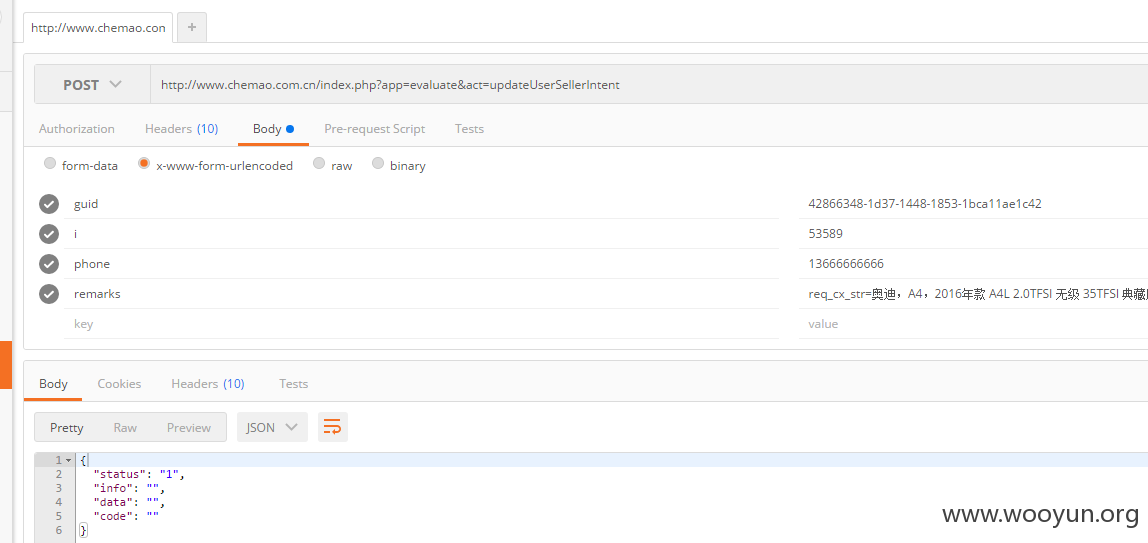 http://www.chemao.con
+
POST
http://www.chemao.com.cn/index.php?app=evaluate&act=updateUserSellerIntent
Authorization Headers (10) Body Pre-request Script Tests
form-data x-www-form-urlencoded raw binary
guid 42866348-1d37-1448-1853-1bca11ae1c42
i 53589
phone 13666666666
remarks req_cx_str=奥迪，A4，2016年款 A4L 2.0TFSI 无级 35TFSI 典藏
key value
Body Cookies Headers (10) Tests
Pretty Raw Preview JSON
1 {
2 "status": "1",
3 "info": "",
4 "data": "",
5 "code": ""
6 }
www.wooyun.org